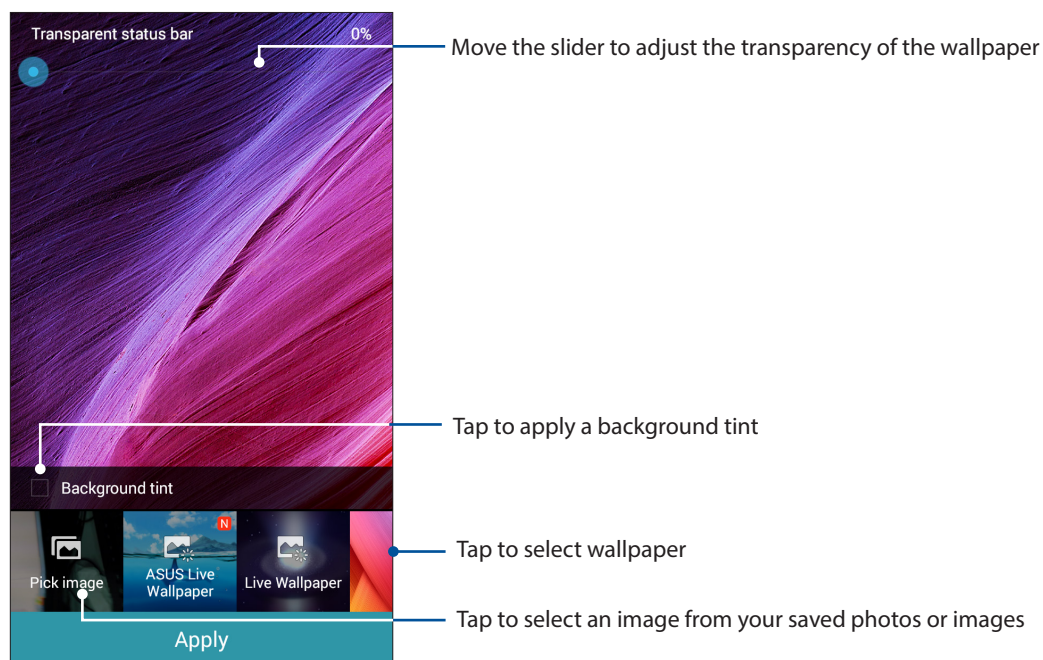 Transparent status bar 0%
Move the slider to adjust the transparency of the wallpaper
Tap to apply a background tint
Background tint
N
Pick image
ASUS Live
Wallpaper
Live Wallpaper
Tap to select wallpaper
Tap to select an image from your saved photos or images
Apply